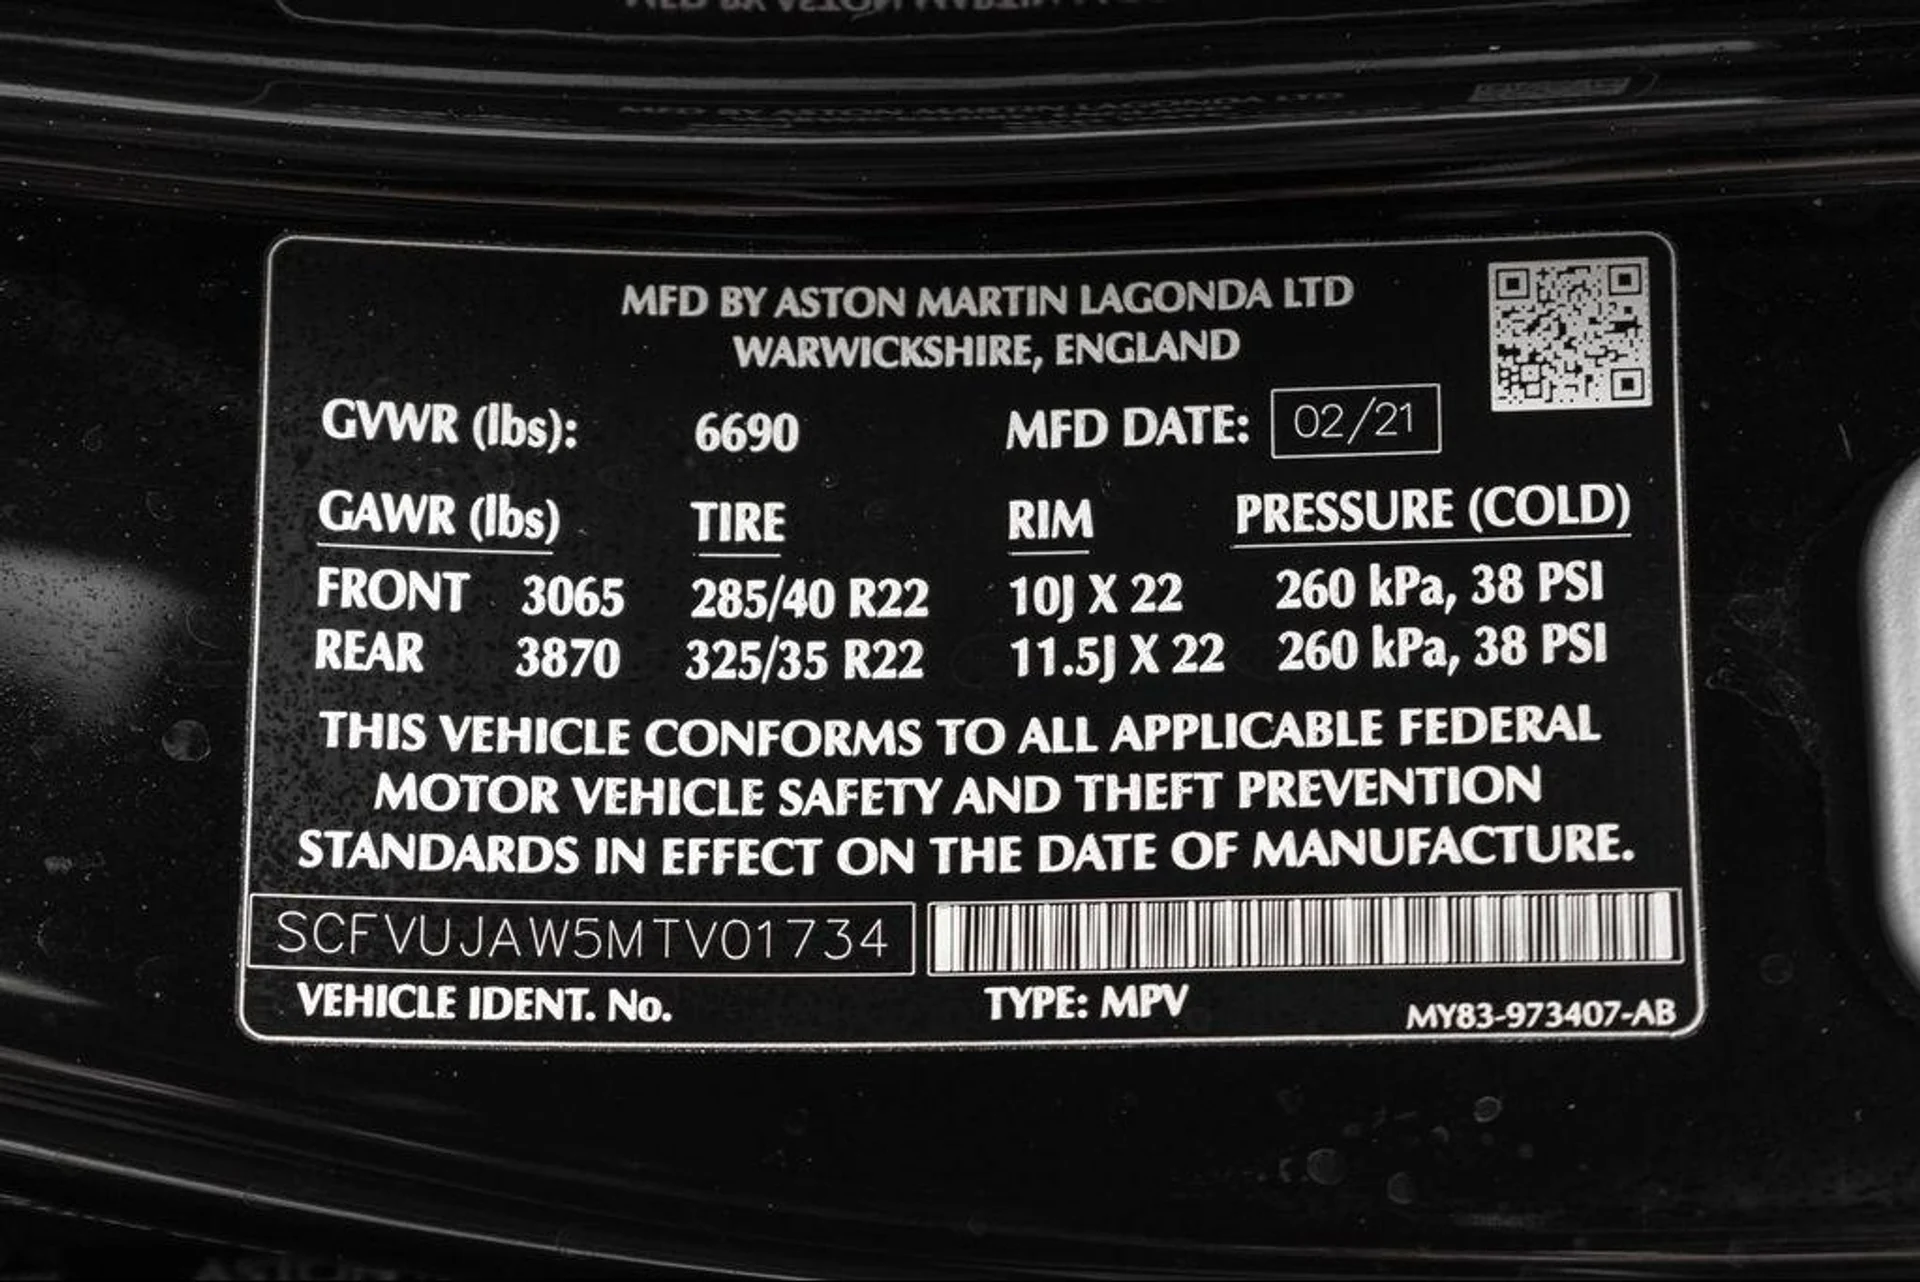 MFD BY ASTON MARTIN LAGONDA LTD
WARWICKSHIRE, ENGLAND
GVWR (lbs): 6690 MFD DATE: 02/21
GAWR (lbs) TIRE RIM PRESSURE (COLD)
FRONT 3065 285/40 R22 10J X 22 260 kPa, 38 PSI
REAR 3870 325/35 R22 11.5J X 22 260 kPa, 38 PSI
THIS VEHICLE CONFORMS TO ALL APPLICABLE FEDERAL
MOTOR VEHICLE SAFETY AND THEFT PREVENTION
STANDARDS IN EFFECT ON THE DATE OF MANUFACTURE.
SCFVUJAW5MTV01734
VEHICLE IDENT. No. TYPE: MPV MY83-973407-AB